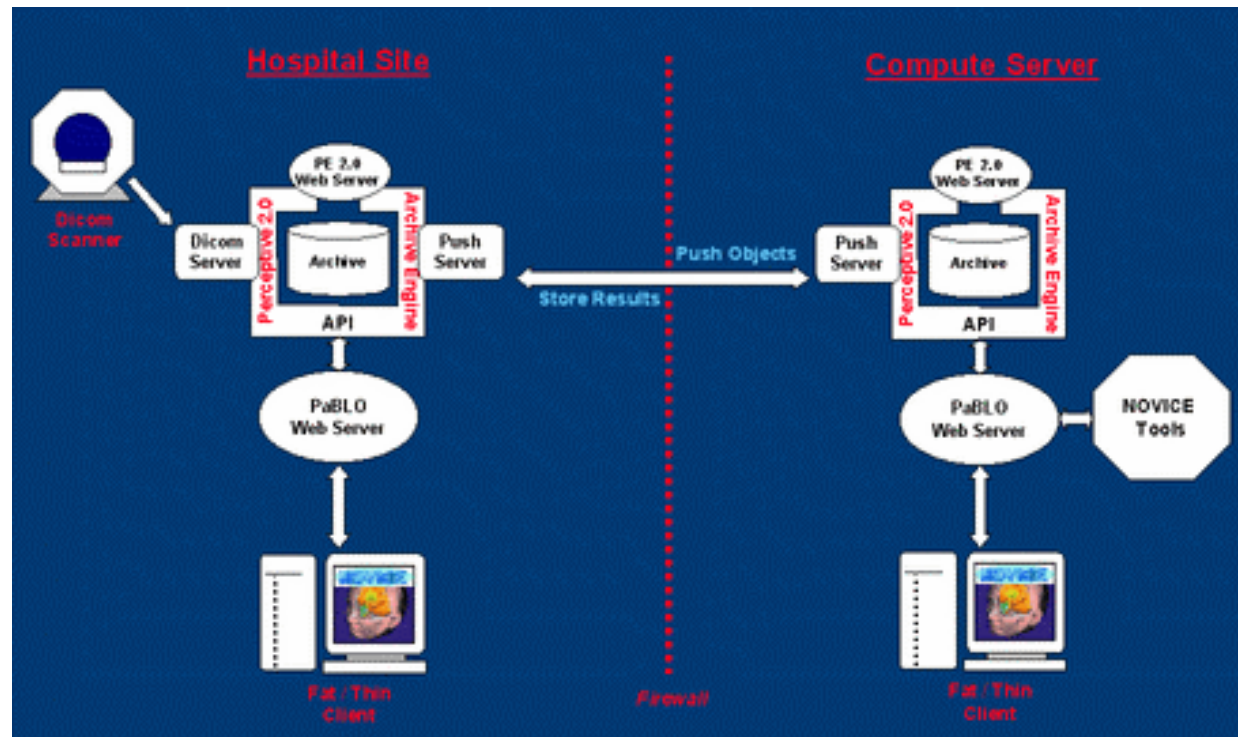 Hospital Site
Compute Server
PE 2.0
Web Server
PE 2.0
Web Server
Dicom
Scanner
Dicom
Server
Perceptive 2.0
Archive
Archive Engine
Push
Server
API
Push Objects
Store Results
Push
Server
Perceptive 2.0
Archive
Archive Engine
API
PaBLO
Web Server
PaBLO
Web Server
NOVICE
Tools
NOVICE
NOVICE
Fat / Thin
Client
Firewall
Fat / Thin
Client